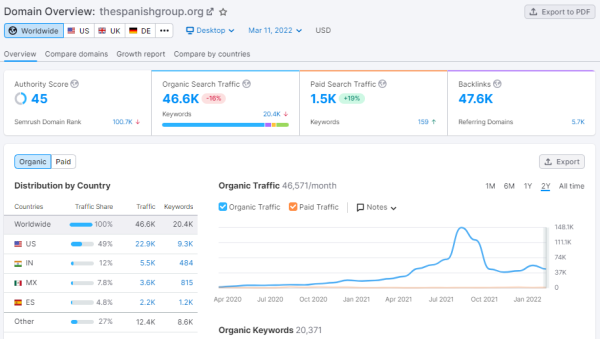 Domain Overview: thespanishgroup.org
Export to PDF
Worldwide US UK DE ••• Desktop Mar 11, 2022 USD
Overview Compare domains Growth report Compare by countries
Authority Score
45
Semrush Domain Rank 100.7K ↓
Organic Search Traffic
46.6K -16%
Keywords 20.4K ↓
Paid Search Traffic
1.5K +19%
Keywords 159 ↑
Backlinks
47.6K
Referring Domains 5.7K
Organic Paid
Export
Distribution by Country
Countries Traffic Share Traffic Keywords
Worldwide 100% 46.6K 20.4K
US 49% 22.9K 9.3K
IN 12% 5.5K 484
MX 7.8% 3.6K 815
ES 4.8% 2.2K 1.2K
Other 27% 12.4K 8.6K
Organic Traffic 46,571/month
1M 6M 1Y 2Y All time
Organic Traffic Paid Traffic Notes
148.1K
111.1K
74K
37K
0
Apr 2020 Jul 2020 Oct 2020 Jan 2021 Apr 2021 Jul 2021 Oct 2021 Jan 2022
Organic Keywords 20,371